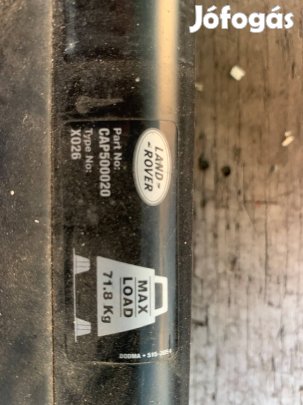 Jófogás
LAND
ROVER
Part No:
CAP500020
Type No:
X026
MAX
LOAD
71.8 Kg